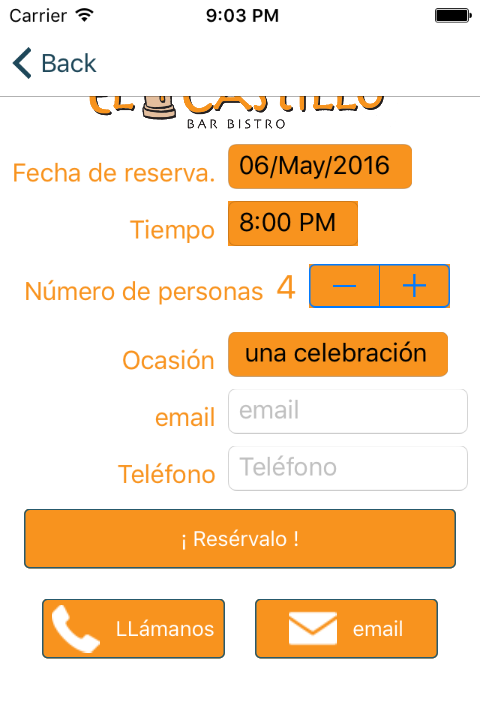 Carrier 9:03 PM
Back
EL CASTILLO
BAR BISTRO
Fecha de reserva. 06/May/2016
Tiempo 8:00 PM
Número de personas 4 − +
Ocasión una celebración
email email
Teléfono Teléfono
¡ Resérvalo !
LLámanos email